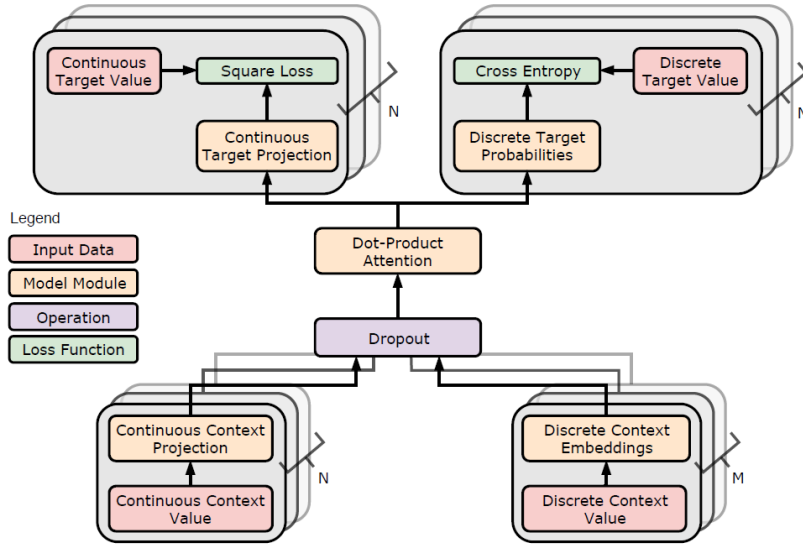 Continuous
Target Value
Square Loss
Continuous
Target Projection
N
Cross Entropy
Discrete
Target Value
Discrete Target
Probabilities
Legend
Input Data
Model Module
Operation
Loss Function
Dot-Product
Attention
Dropout
Continuous Context
Projection
Continuous Context
Value
N
Discrete Context
Embeddings
Discrete Context
Value
M